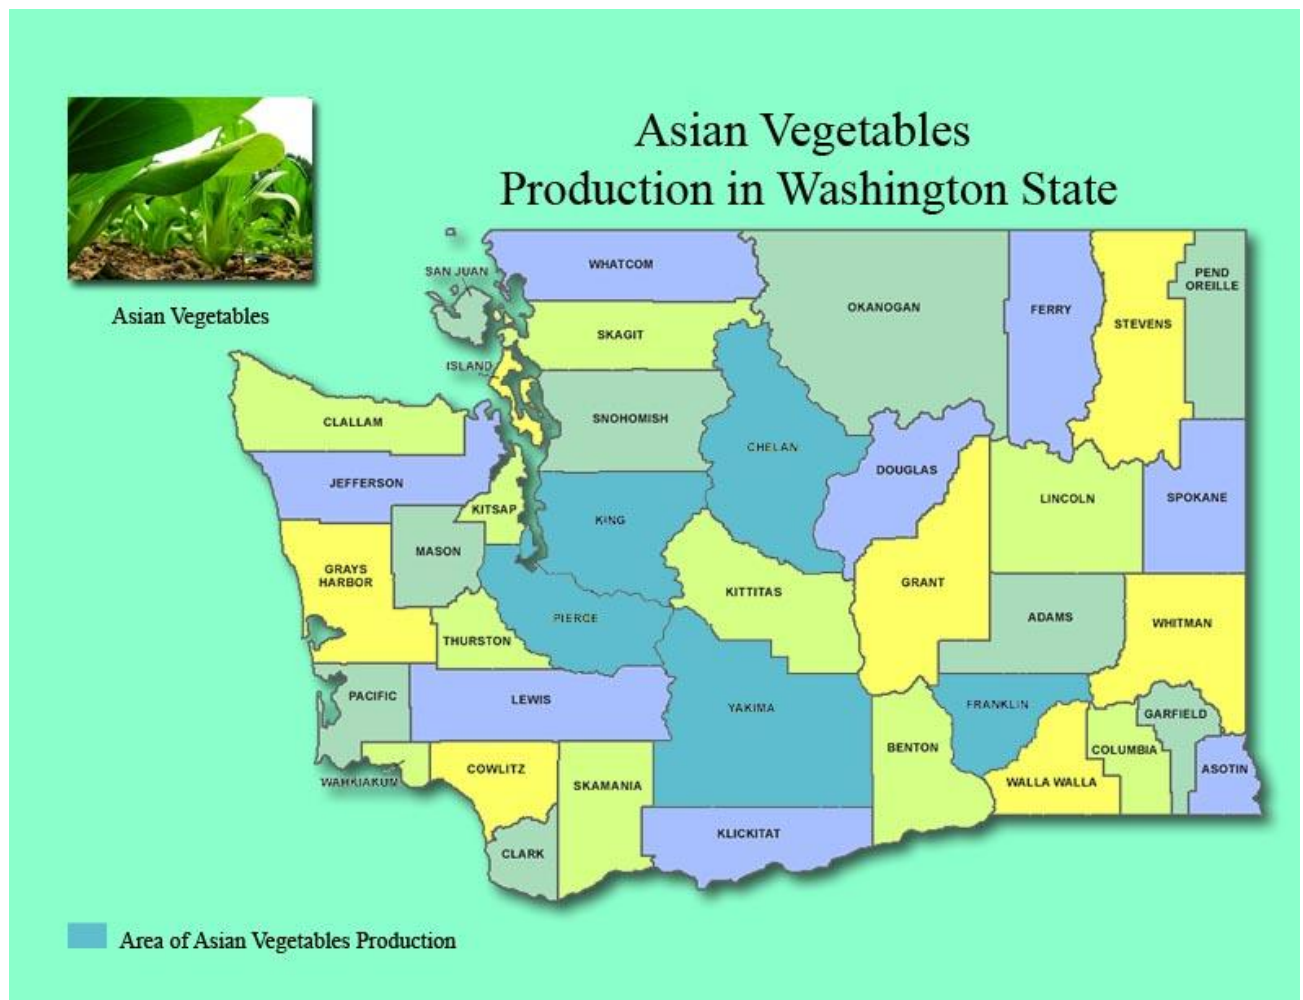 Asian Vegetables
Production in Washington State
Asian Vegetables
SAN JUAN
WHATCOM
OKANOGAN
FERRY
STEVENS
PEND
OREILLE
SKAGIT
ISLAND
CLALLAM
SNOHOMISH
CHELAN
DOUGLAS
JEFFERSON
KITSAP
KING
LINCOLN
SPOKANE
MASON
GRAYS
HARBOR
KITTITAS
GRANT
PIERCE
THURSTON
ADAMS
WHITMAN
PACIFIC
LEWIS
YAKIMA
FRANKLIN
GARFIELD
BENTON
COLUMBIA
WAHKIAKUM
COWLITZ
SKAMANIA
WALLA WALLA
ASOTIN
KLICKITAT
CLARK
Area of Asian Vegetables Production